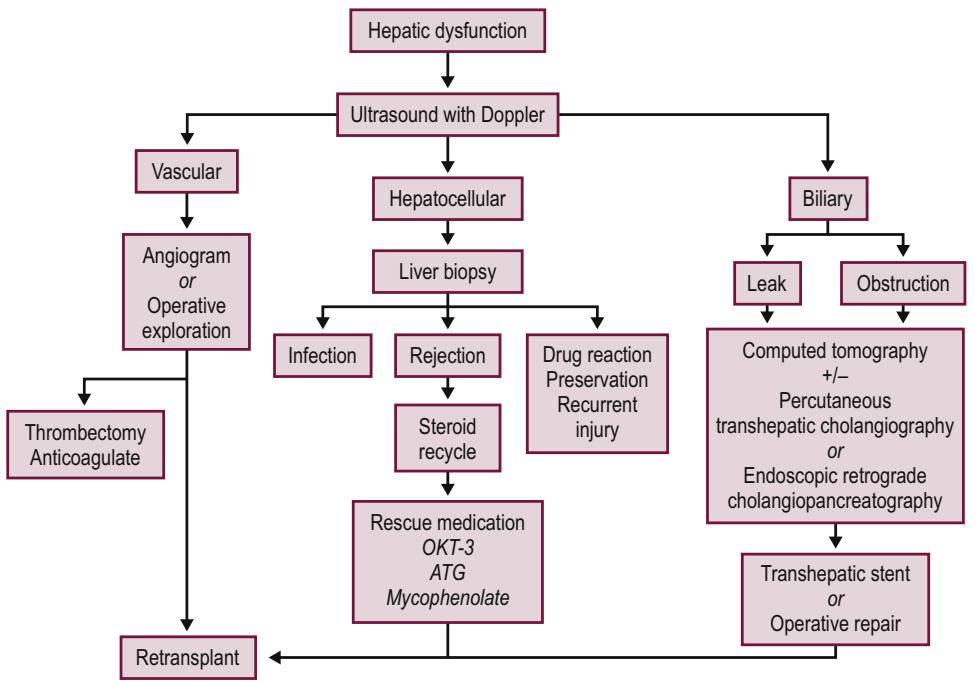 Hepatic dysfunction
Ultrasound with Doppler
Vascular
Hepatocellular
Biliary
Angiogram
or
Operative
exploration
Liver biopsy
Leak
Obstruction
Infection
Rejection
Drug reaction
Preservation
Recurrent
injury
Computed tomography
+/–
Percutaneous
transhepatic cholangiography
or
Endoscopic retrograde
cholangiopancreatography
Thrombectomy
Anticoagulate
Steroid
recycle
Rescue medication
OKT-3
ATG
Mycophenolate
Transhepatic stent
or
Operative repair
Retransplant